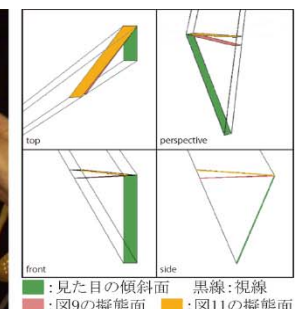 top
perspective
front
side
:見た目の傾斜面 黒線:視線
:図9の擬態面 :図11の擬態面